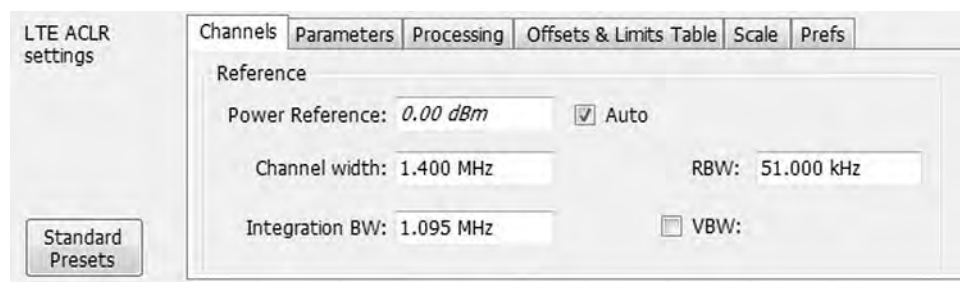 LTE ACLR
settings
Channels Parameters Processing Offsets & Limits Table Scale Prefs
Reference
Power Reference: 0.00 dBm Auto
Channel width: 1.400 MHz RBW: 51.000 kHz
Integration BW: 1.095 MHz VBW:
Standard
Presets